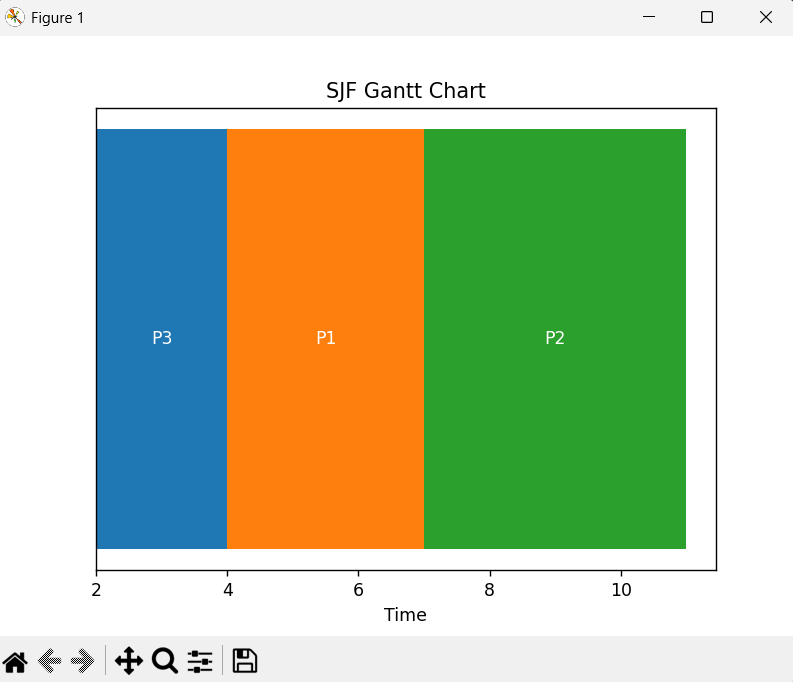 Figure 1
SJF Gantt Chart
P3 P1 P2
2 4 6 8 10
Time